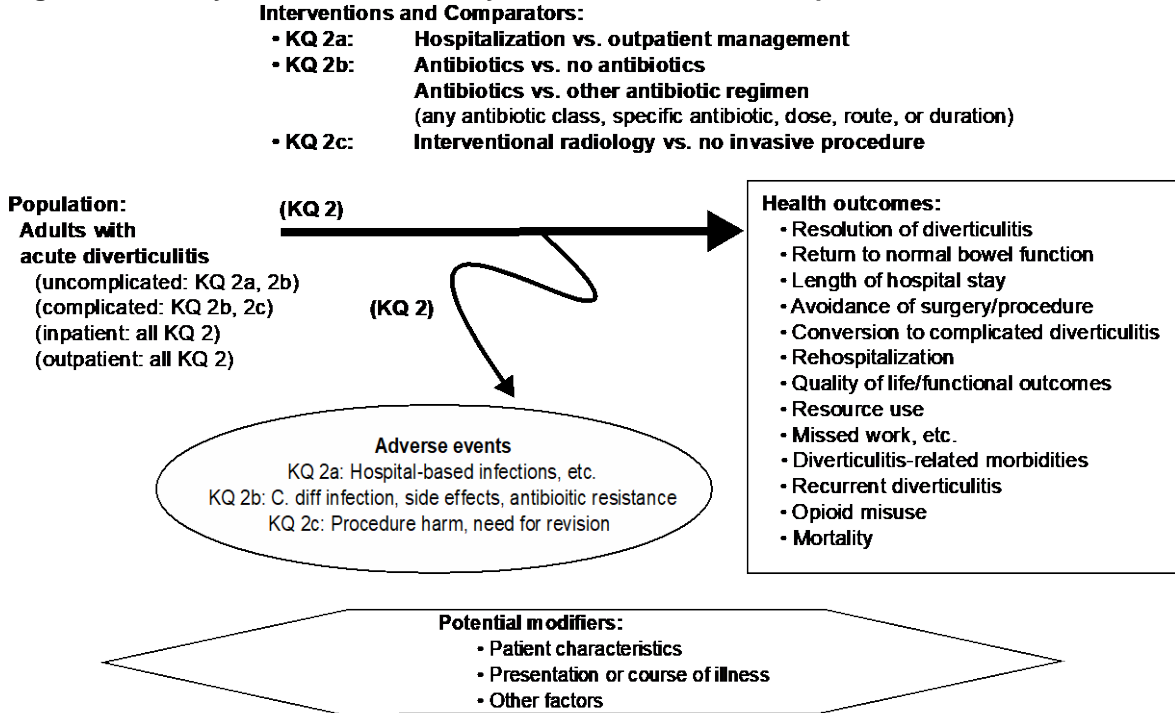 Interventions and Comparators:
• KQ 2a: Hospitalization vs. outpatient management
• KQ 2b: Antibiotics vs. no antibiotics
Antibiotics vs. other antibiotic regimen
(any antibiotic class, specific antibiotic, dose, route, or duration)
• KQ 2c: Interventional radiology vs. no invasive procedure
Population:
Adults with
acute diverticulitis
(uncomplicated: KQ 2a, 2b)
(complicated: KQ 2b, 2c)
(inpatient: all KQ 2)
(outpatient: all KQ 2)
(KQ 2)
(KQ 2)
Health outcomes:
• Resolution of diverticulitis
• Return to normal bowel function
• Length of hospital stay
• Avoidance of surgery/procedure
• Conversion to complicated diverticulitis
• Rehospitalization
• Quality of life/functional outcomes
• Resource use
• Missed work, etc.
• Diverticulitis-related morbidities
• Recurrent diverticulitis
• Opioid misuse
• Mortality
Adverse events
KQ 2a: Hospital-based infections, etc.
KQ 2b: C. diff infection, side effects, antibioitic resistance
KQ 2c: Procedure harm, need for revision
Potential modifiers:
• Patient characteristics
• Presentation or course of illness
• Other factors